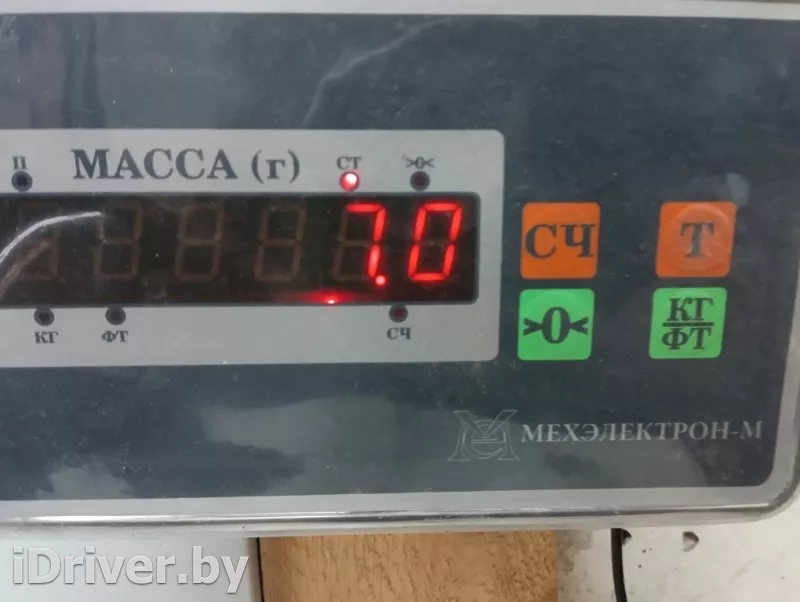 П МАССА (г) СТ >0<
7.0
КГ ФТ СЧ
СЧ Т
>0< КГ/ФТ
МЕХЭЛЕКТРОН-М
iDriver.by